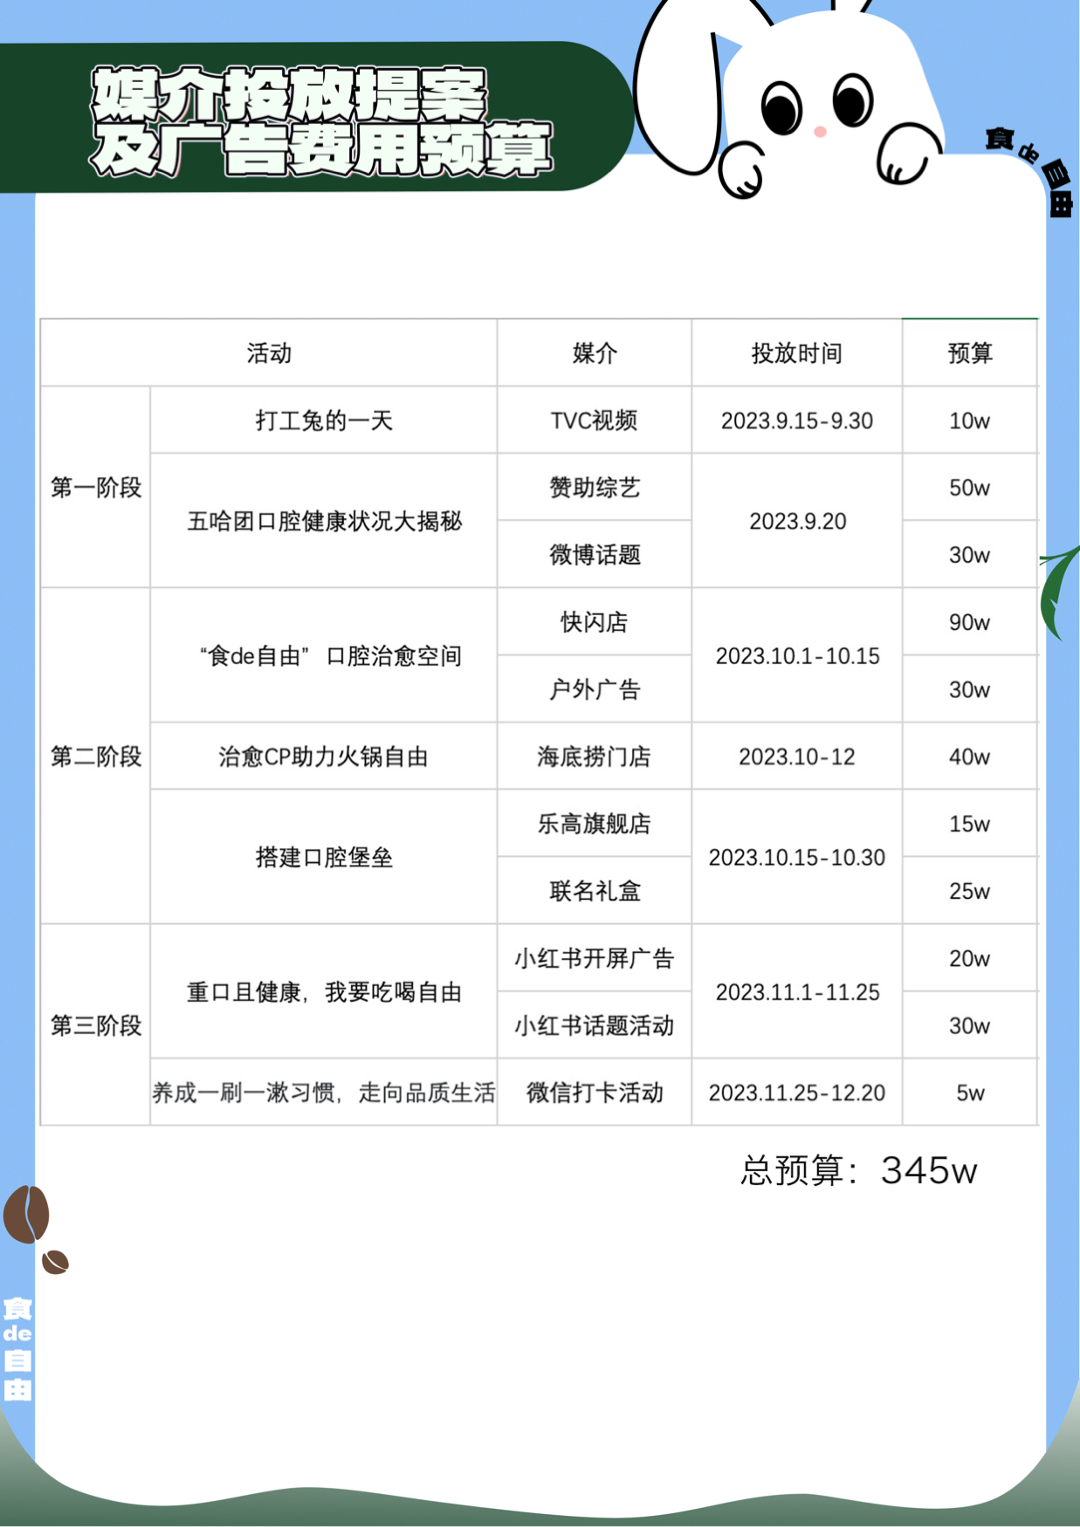 媒介投放提案
及广告费用预算
食de自由
活动 媒介 投放时间 预算
第一阶段 打工兔的一天 TVC视频 2023.9.15-9.30 10w
五哈团口腔健康状况大揭秘 赞助综艺 2023.9.20 50w
微博话题 30w
第二阶段 “食de自由” 口腔治愈空间 快闪店 2023.10.1-10.15 90w
户外广告 30w
治愈CP助力火锅自由 海底捞门店 2023.10-12 40w
搭建口腔堡垒 乐高旗舰店 2023.10.15-10.30 15w
联名礼盒 25w
第三阶段 重口且健康，我要吃喝自由 小红书开屏广告 2023.11.1-11.25 20w
小红书话题活动 30w
养成一刷一漱习惯，走向品质生活 微信打卡活动 2023.11.25-12.20 5w
总预算：345w
食
de
自
由